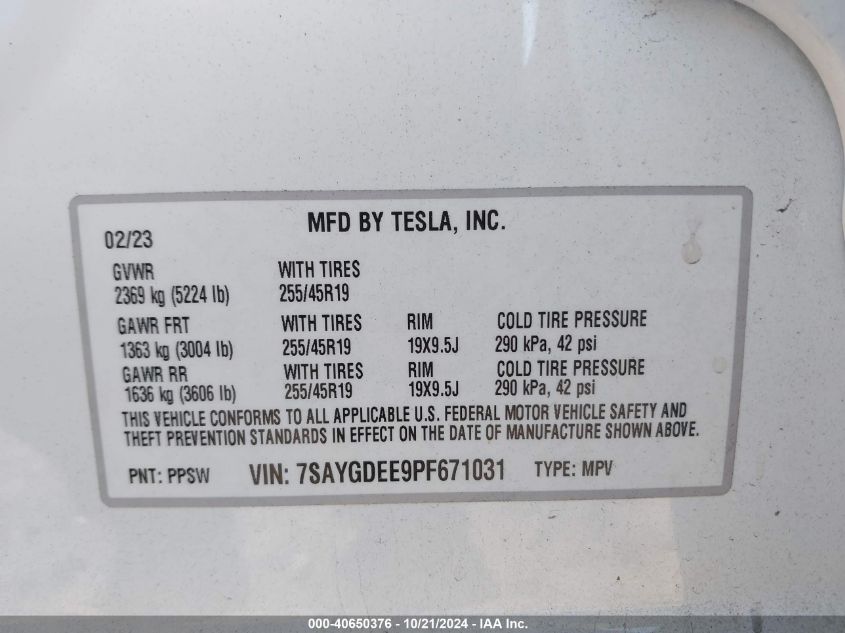 MFD BY TESLA, INC.
02/23
GVWR WITH TIRES
2369 kg (5224 lb) 255/45R19
GAWR FRT WITH TIRES RIM COLD TIRE PRESSURE
1363 kg (3004 lb) 255/45R19 19X9.5J 290 kPa, 42 psi
GAWR RR WITH TIRES RIM COLD TIRE PRESSURE
1636 kg (3606 lb) 255/45R19 19X9.5J 290 kPa, 42 psi
THIS VEHICLE CONFORMS TO ALL APPLICABLE U.S. FEDERAL MOTOR VEHICLE SAFETY AND
THEFT PREVENTION STANDARDS IN EFFECT ON THE DATE OF MANUFACTURE SHOWN ABOVE.
PNT: PPSW VIN: 7SAYGDEE9PF671031 TYPE: MPV
000-40650376 - 10/21/2024 - IAA Inc.